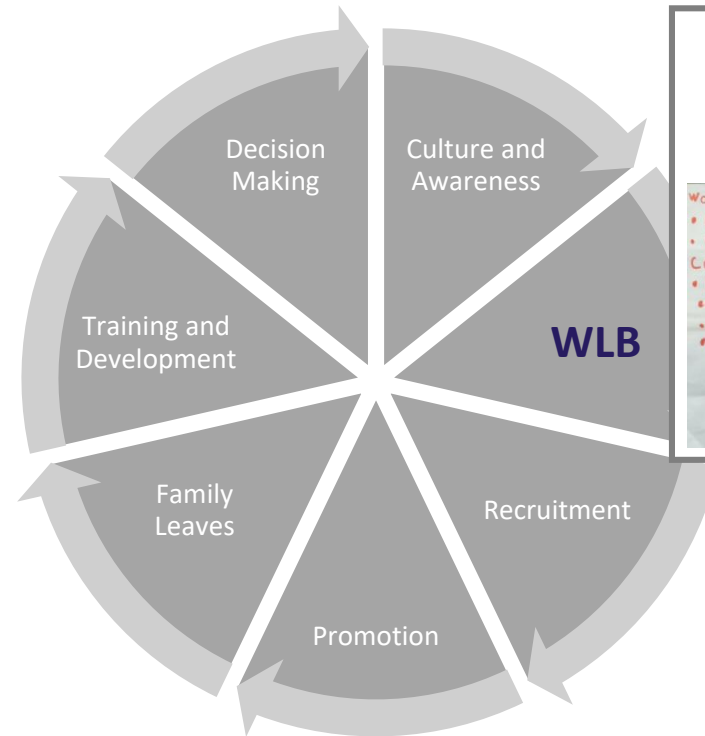 Decision
Making
Culture and
Awareness
WLB
Training and
Development
Recruitment
Family
Leaves
Promotion